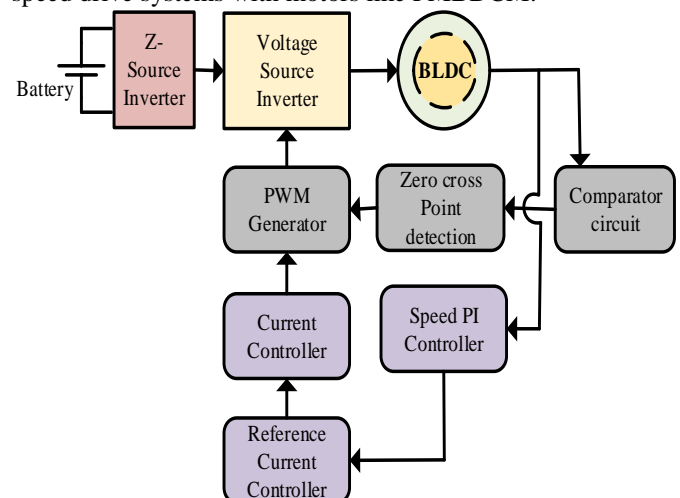 speed drive systems with motors like PMBDCM.
Z-
Source
Inverter
Voltage
Source
Inverter
BLDC
Battery
PWM
Generator
Zero cross
Point
detection
Comparator
circuit
Current
Controller
Speed PI
Controller
Reference
Current
Controller